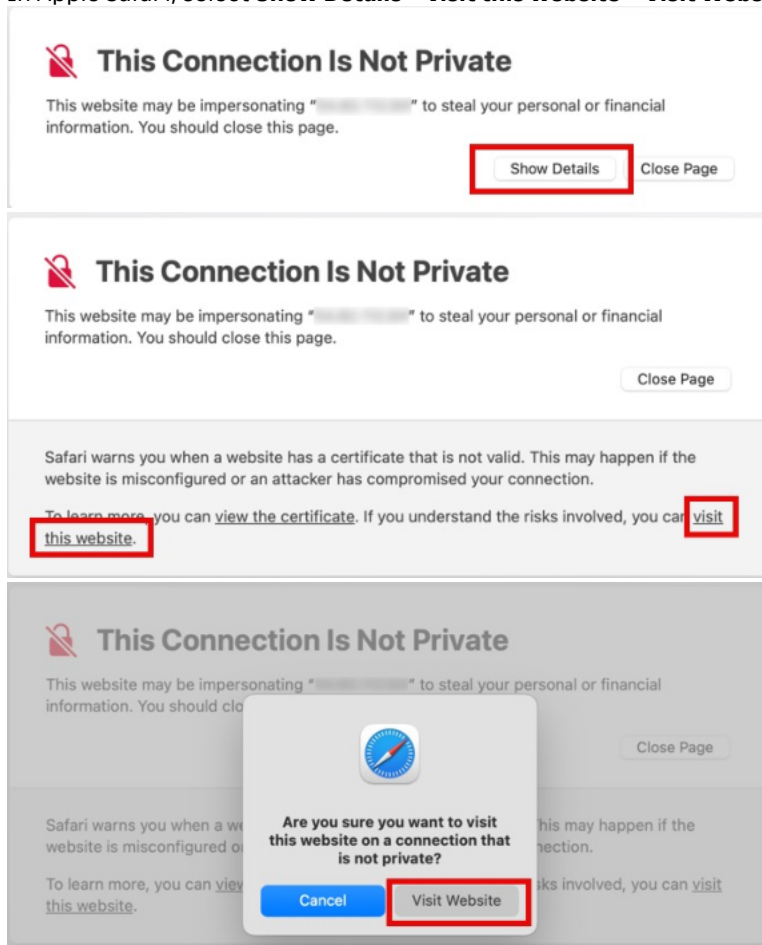 In Apple Safari, select Show Details Visit this website Visit
This Connection Is Not Private
This website may be impersonating " " to steal your personal or financial
information. You should close this page.
Show Details Close Page
This Connection Is Not Private
This website may be impersonating " " to steal your personal or financial
information. You should close this page.
Close Page
Safari warns you when a website has a certificate that is not valid. This may happen if the
website is misconfigured or an attacker has compromised your connection.
To learn more, you can view the certificate. If you understand the risks involved, you can visit
this website.
This Connection Is Not Private
This website may be impersonating " " to steal your personal or financial
information. You should clo
Close Page
Are you sure you want to visit
this website on a connection that
is not private?
Cancel Visit Website
Safari warns you when a we his may happen if the
website is misconfigured o nection.
To learn more, you can view sks involved, you can visit
this website.